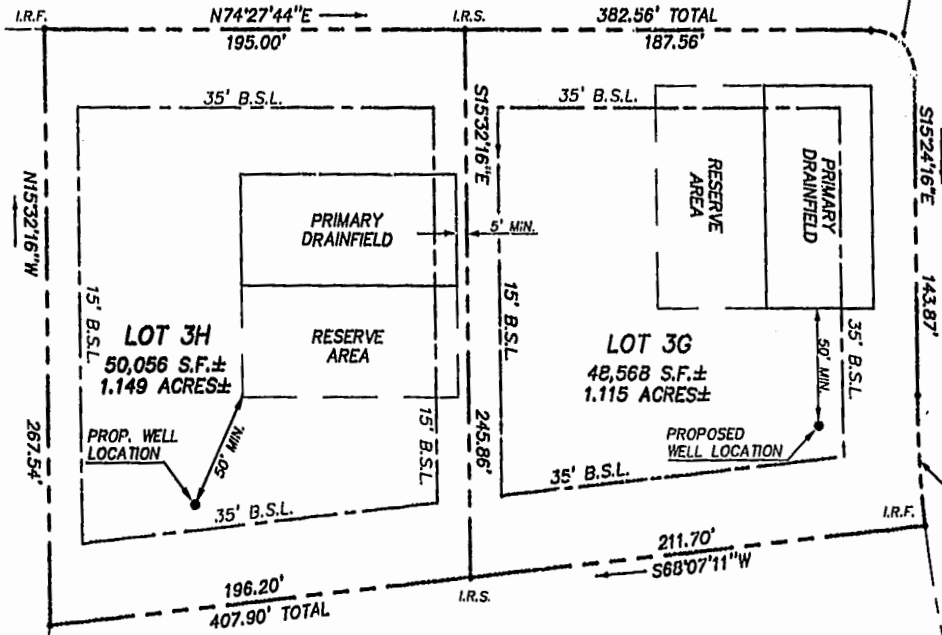 I.R.F.
N74°27'44"E
I.R.S.
382.56' TOTAL
195.00'
187.56'
35' B.S.L.
35' B.S.L.
S15°32'16"E
S15°24'16"E
N15°32'16"W
PRIMARY
DRAINFIELD
5' MIN.
RESERVE
AREA
PRIMARY
DRAINFIELD
143.87'
15' B.S.L.
LOT 3H
50,056 S.F.±
1.149 ACRES±
RESERVE
AREA
15' B.S.L.
LOT 3G
48,568 S.F.±
1.115 ACRES±
50' MIN.
35' B.S.L.
267.54'
PROP. WELL
LOCATION
50' MIN.
15' B.S.L.
245.86'
PROPOSED
WELL LOCATION
35' B.S.L.
35' B.S.L.
I.R.F.
211.70'
S68°07'11"W
196.20'
407.90' TOTAL
I.R.S.